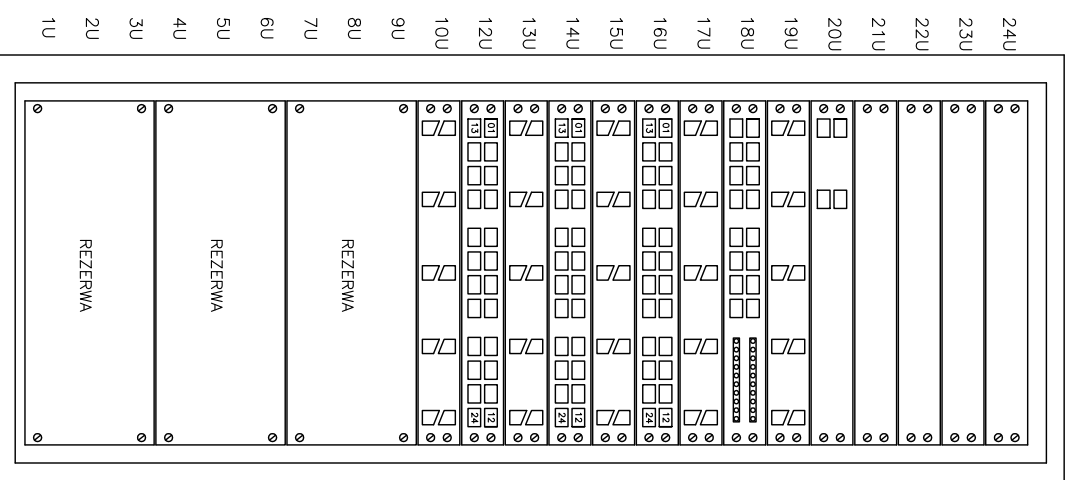 1U
2U
3U
4U
5U
6U
7U
8U
9U
10U
12U
13U
14U
15U
16U
17U
18U
19U
20U
21U
22U
23U
24U
REZERWA
REZERWA
REZERWA
13
01
24
12
13
01
24
12
13
01
24
12